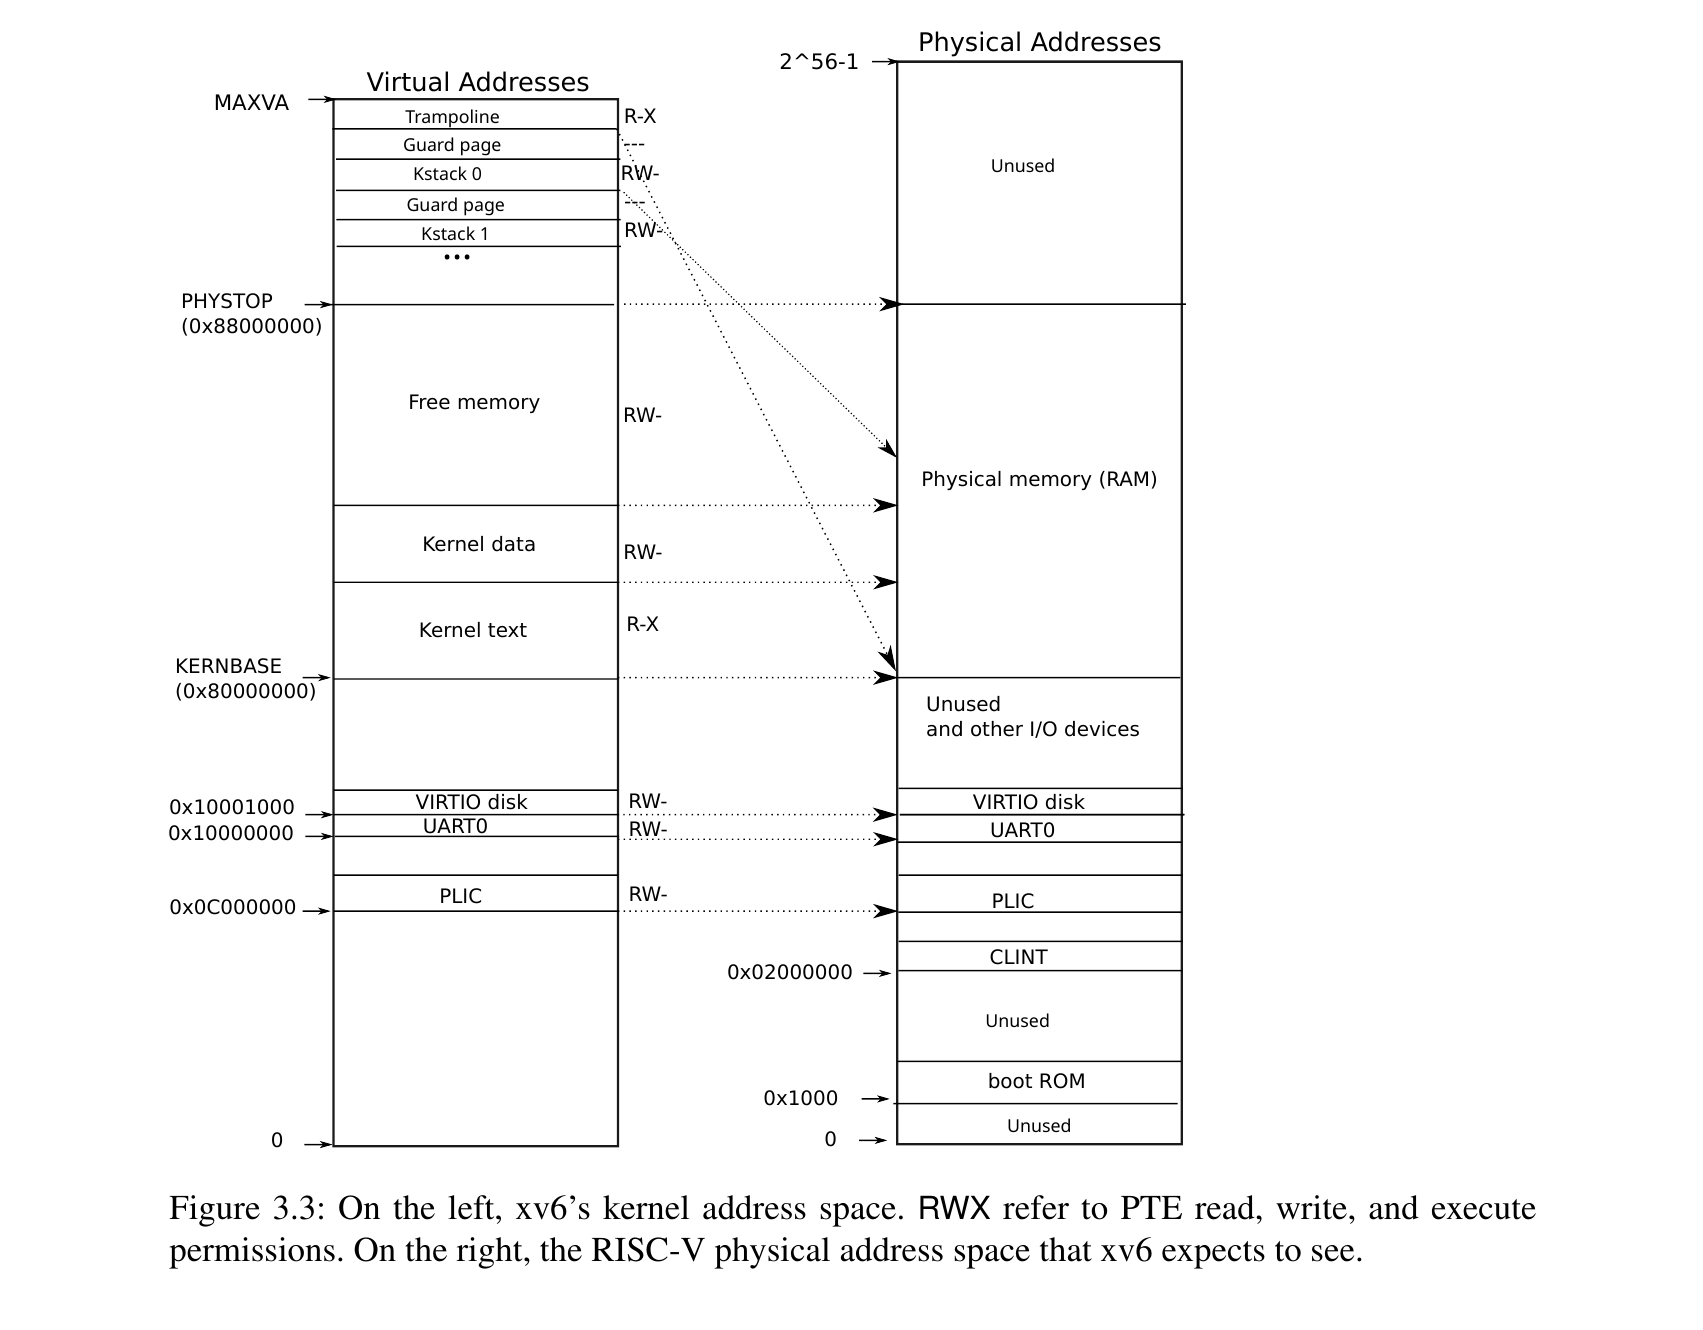 Physical Addresses
2^56-1
Virtual Addresses
MAXVA
Trampoline
R-X
Guard page
---
Unused
Kstack 0
RW-
Guard page
---
Kstack 1
RW-
...
PHYSTOP
(0x88000000)
Free memory
RW-
Physical memory (RAM)
Kernel data
RW-
Kernel text
R-X
KERNBASE
(0x80000000)
Unused
and other I/O devices
0x10001000
VIRTIO disk
RW-
VIRTIO disk
0x10000000
UART0
RW-
UART0
0x0C000000
PLIC
RW-
PLIC
CLINT
0x02000000
Unused
boot ROM
0x1000
Unused
0
0
Figure 3.3: On the left, xv6’s kernel address space. RWX refer to PTE read, write, and execute
permissions. On the right, the RISC-V physical address space that xv6 expects to see.